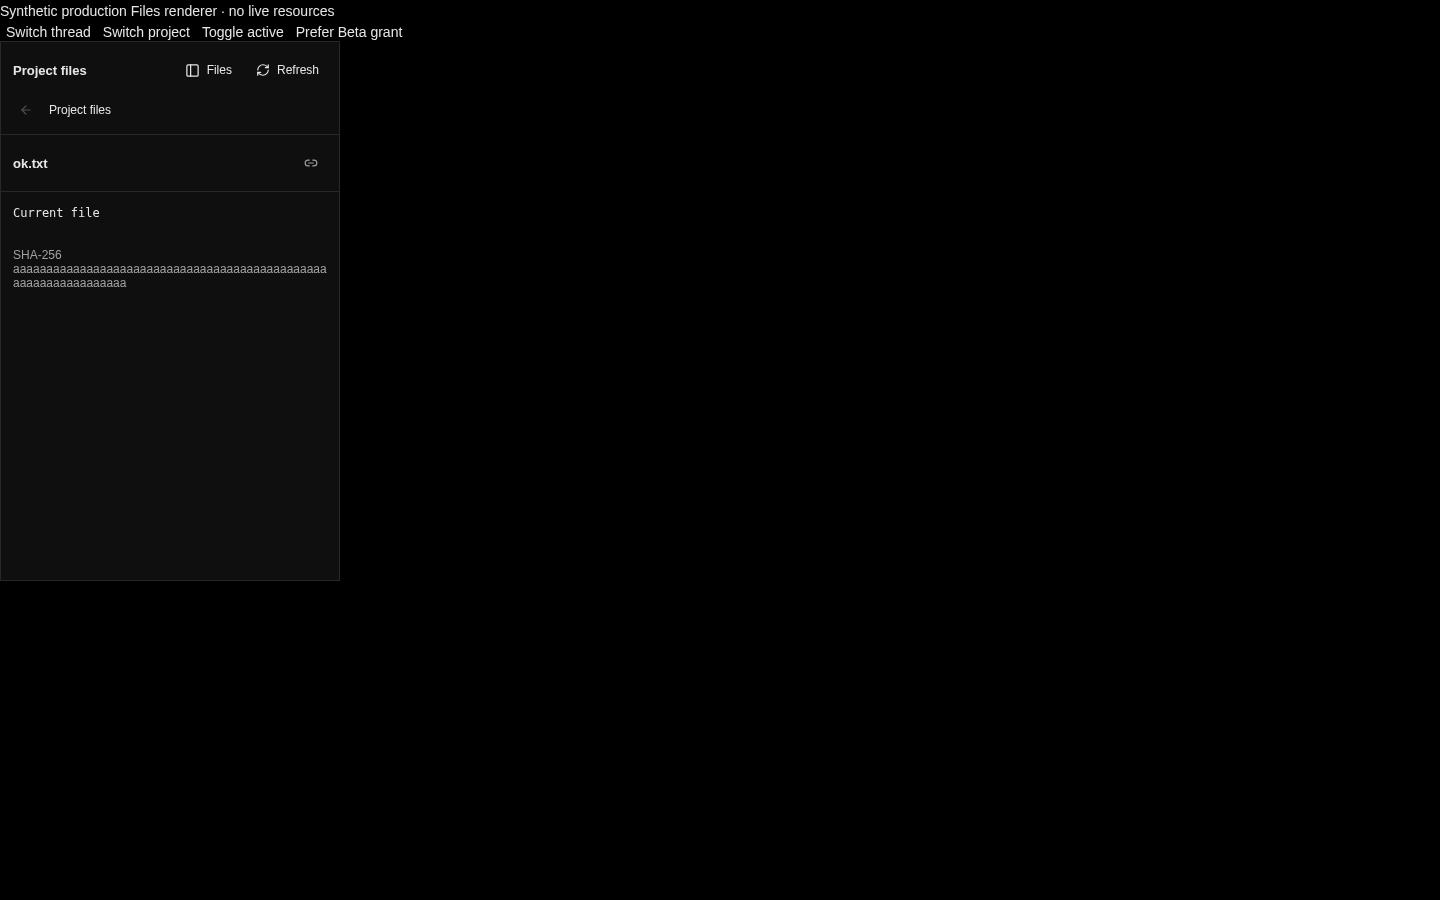 Synthetic production Files renderer · no live resources
Switch thread Switch project Toggle active Prefer Beta grant
Project files Files Refresh
Project files
ok.txt
Current file
SHA-256
aaaaaaaaaaaaaaaaaaaaaaaaaaaaaaaaaaaaaaaaaaaaaaa
aaaaaaaaaaaaaaaaa